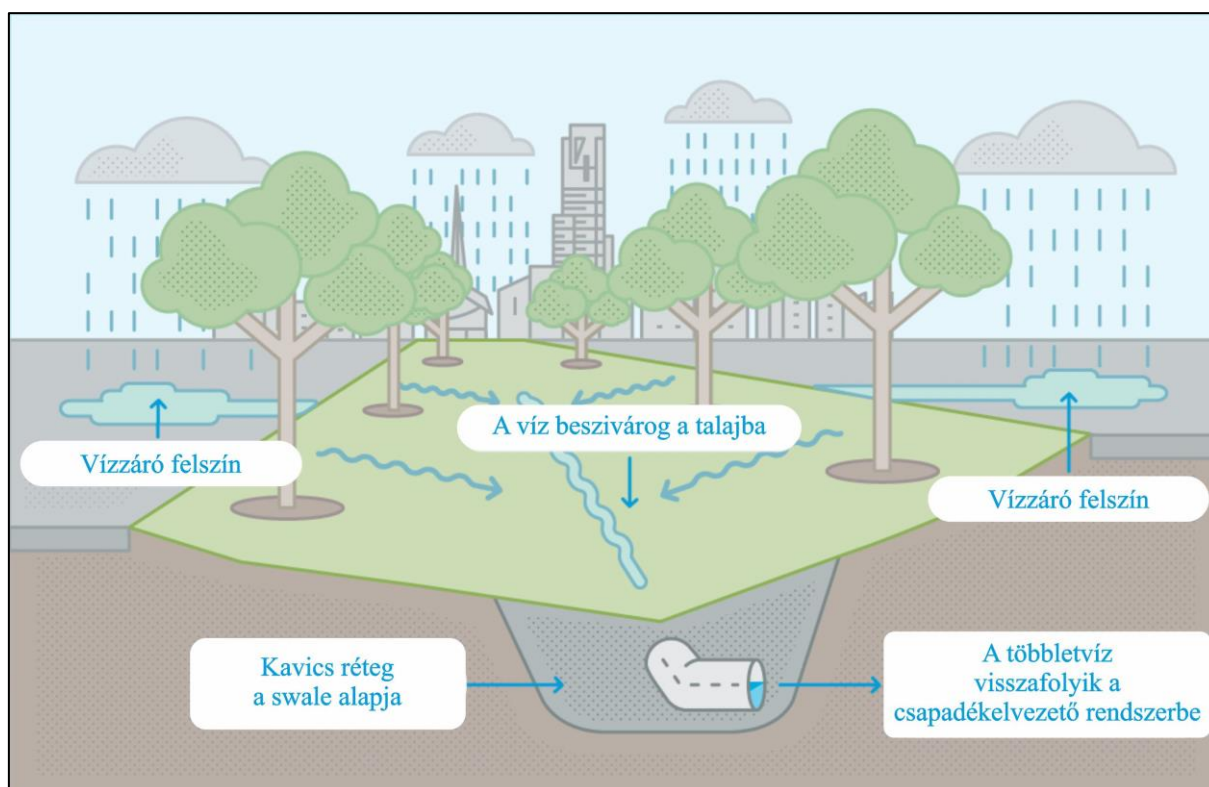 A víz beszivárog a talajba
Vízzáró felszín
Vízzáró felszín
Kavics réteg
a swale alapja
A többletvíz
visszafolyik a
csapadékelvezető rendszerbe